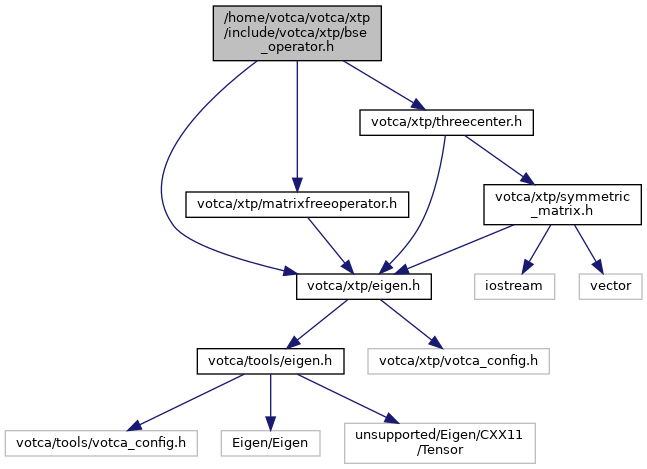 /home/votca/votca/xtp
/include/votca/xtp/bse
_operator.h
votca/xtp/threecenter.h
votca/xtp/matrixfreeoperator.h
votca/xtp/symmetric
_matrix.h
votca/xtp/eigen.h
iostream
vector
votca/tools/eigen.h
votca/xtp/votca_config.h
votca/tools/votca_config.h
Eigen/Eigen
unsupported/Eigen/CXX11
/Tensor